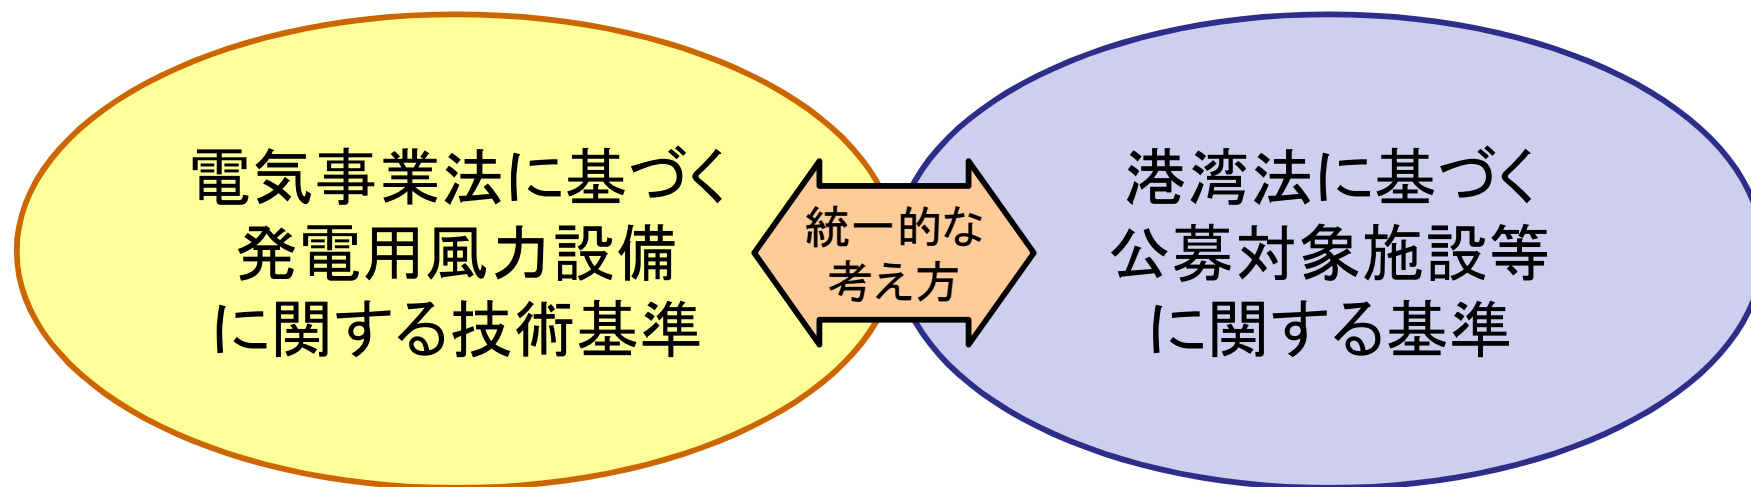 電気事業法に基づく
発電用風力設備
に関する技術基準
統一的な
考え方
港湾法に基づく
公募対象施設等
に関する基準